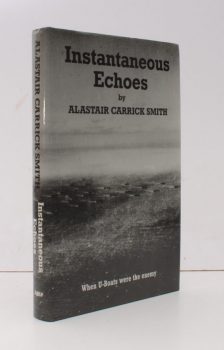 Instantaneous
Echoes
by
ALASTAIR CARRICK SMITH
When U-Boats were the enemy
ALASTAIR CARRICK SMITH
Instantaneous
Echoes